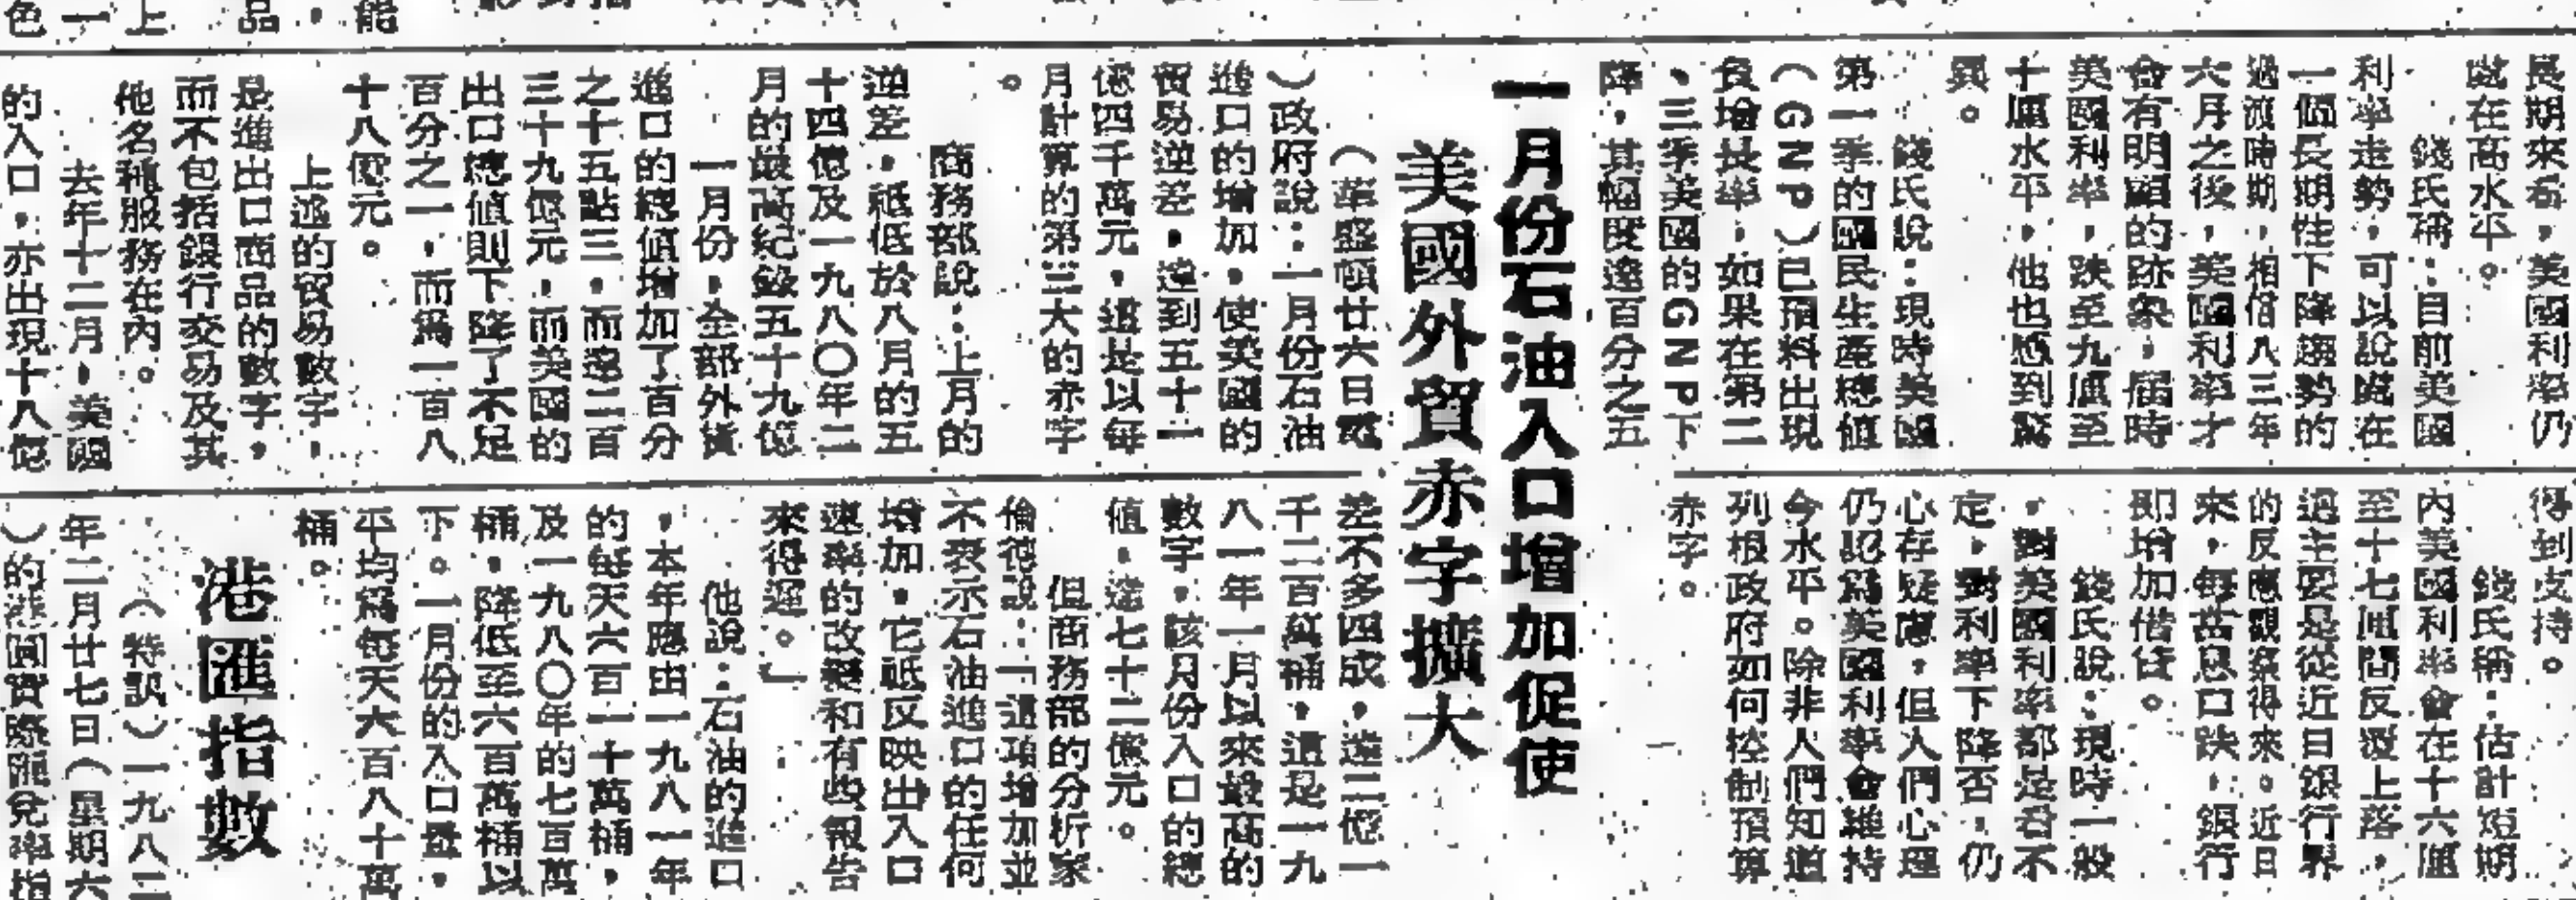 長期來看，美國利率仍
處在高水平。
錢氏稱：目前美國
利率走勢，可以說處在
一個長期性下降趨勢的
過渡時期，相信八三年
六月之後，美國利率才
會有明顯的跡象，屆時
美國利率，跌至九厘至
十厘水平，他也感到驚
異。
錢氏說：現時美國
第一季的國民生產總值
（GNP）已預料出現
負增長率，如果在第二
、三季美國的GNP下
降，其幅度達百分之五
得到支持。
錢氏稱：估計短期
內美國利率會在十六厘
至十七厘間反覆上落，
這主要是從近日銀行界
的反應觀察得來。近日
來，每當息口跌，銀行
即增加借貸。
錢氏說：現時一般
，對美國利率都是看不
定，對利率下降否，仍
心存疑慮，但人們心理
仍認為美國利率會維持
今水平。除非人們知道
列根政府如何控制預算
赤字。
一月份石油入口增加促使
美國外貿赤字擴大
（華盛頓廿六日電
）政府說：一月份石油
進口的增加，使美國的
貿易逆差，達到五十一
億四千萬元，這是以每
月計算的第三大的赤字
。
商務部說：上月的
逆差，祗低於八月的五
十四億及一九八〇年二
月的最高紀錄五十九億
一月份，全部外貨
進口的總值增加了百分
之十五點三，而達二百
三十九億元，而美國的
出口總值則下降了不足
百分之一，而為一百八
十八億元。
上述的貿易數字，
是進出口商品的數字，
而不包括銀行交易及其
他名種服務在內。
去年十二月，美國
的入口，亦出現十八億
差不多四成，達二億一
千二百萬桶，這是一九
八一年一月以來最高的
數字，該月份入口的總
值，達七十二億元。
但商務部的分析家
倫德說：「這項增加並
不表示石油進口的任何
增加，它祗反映出入口
速率的改變和有些報告
來得遲。」
他說：石油的進口
，本年應由一九八一年
的每天六百一十萬桶，
及一九八〇年的七百萬
桶，降低至六百萬桶以
下。一月份的入口量，
平均為每天六百八十萬
桶。
港匯指數
（特訊）一九八二
年二月廿七日（星期六
）的港圓實際匯兌率指